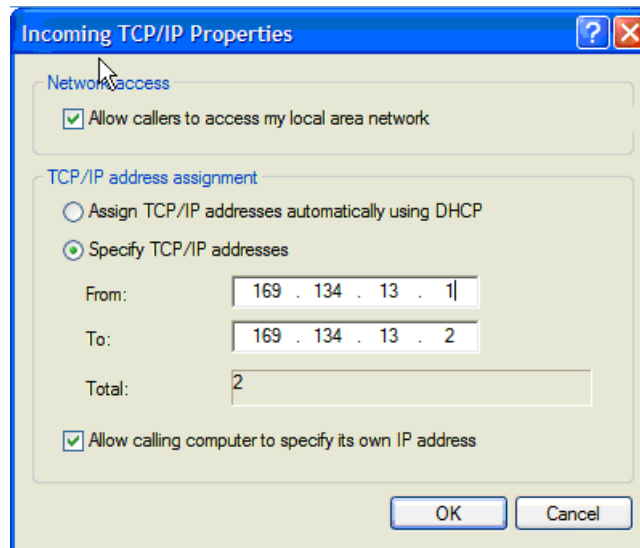 Incoming TCP/IP Properties
Network access
Allow callers to access my local area network
TCP/IP address assignment
Assign TCP/IP addresses automatically using DHCP
Specify TCP/IP addresses
From: 169 . 134 . 13 . 1
To: 169 . 134 . 13 . 2
Total: 2
Allow calling computer to specify its own IP address
OK Cancel